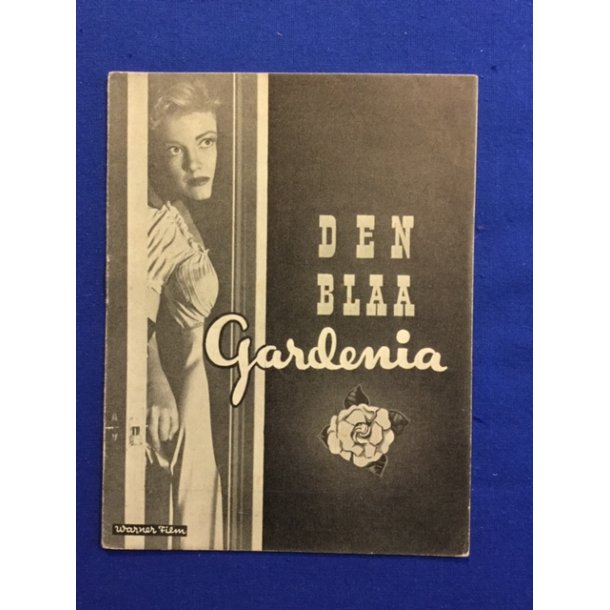 DEN
BLAA
Gardenia
Warner Film